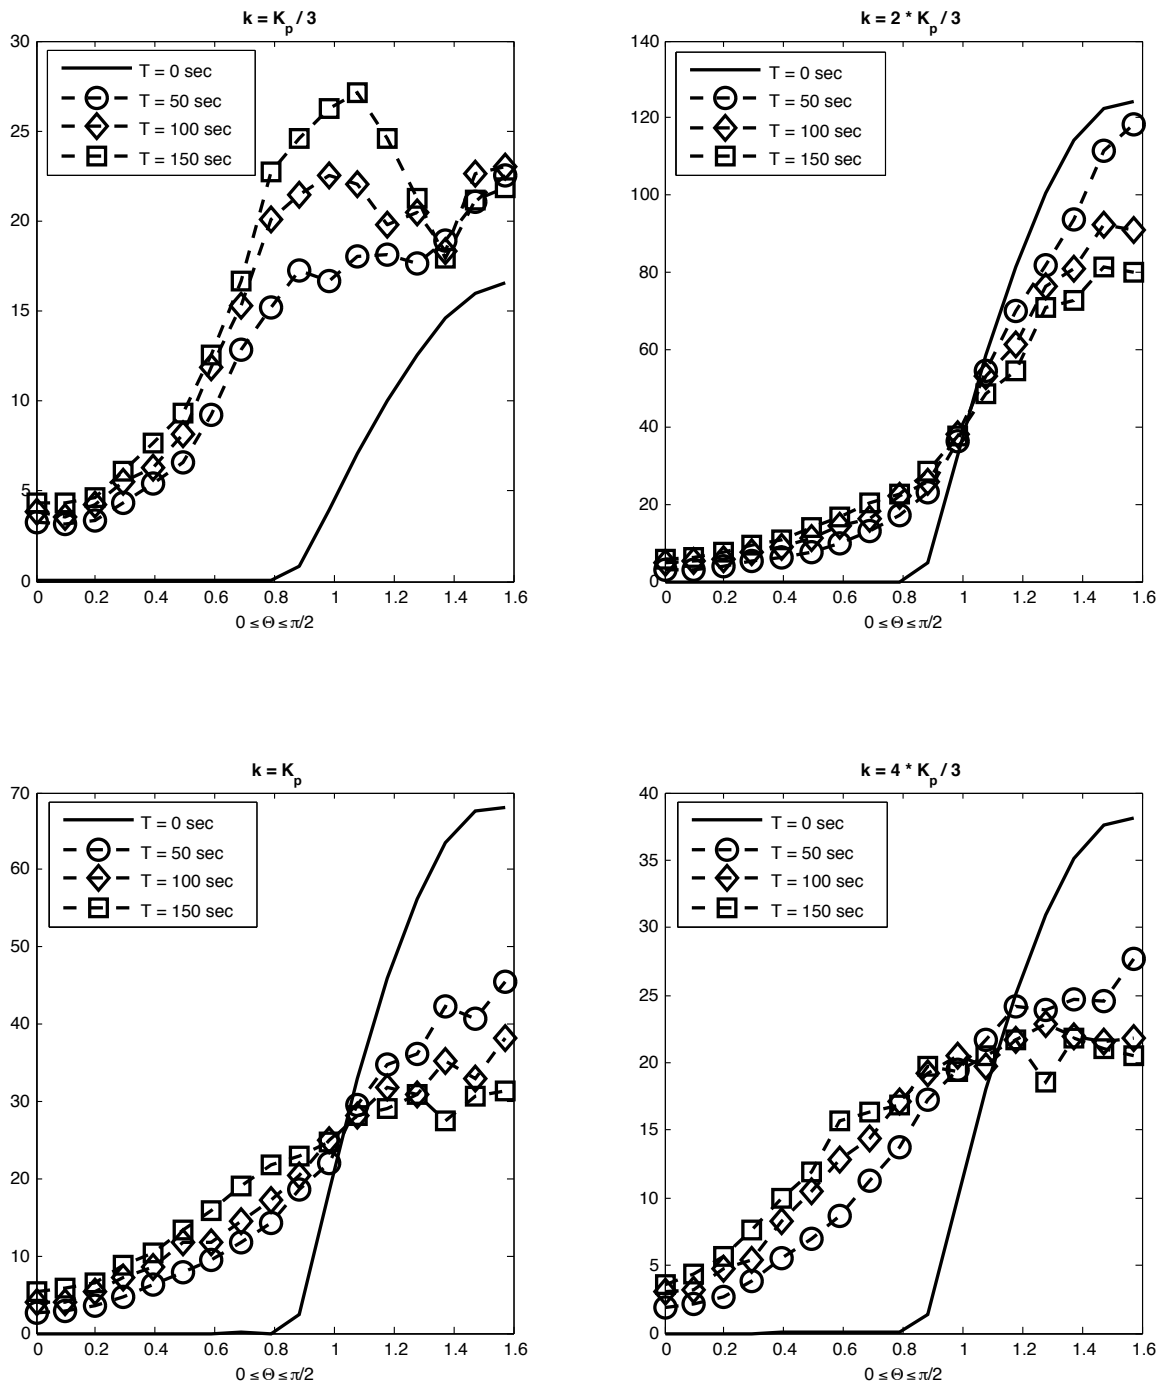 k = Kp / 3
30
25
20
15
10
5
0
0 0.2 0.4 0.6 0.8 1 1.2 1.4 1.6
0 ≤ Θ ≤ π/2
T = 0 sec
T = 50 sec
T = 100 sec
T = 150 sec
k = 2 * Kp / 3
140
120
100
80
60
40
20
0
0 0.2 0.4 0.6 0.8 1 1.2 1.4 1.6
0 ≤ Θ ≤ π/2
T = 0 sec
T = 50 sec
T = 100 sec
T = 150 sec
k = Kp
70
60
50
40
30
20
10
0
0 0.2 0.4 0.6 0.8 1 1.2 1.4 1.6
0 ≤ Θ ≤ π/2
T = 0 sec
T = 50 sec
T = 100 sec
T = 150 sec
k = 4 * Kp / 3
40
35
30
25
20
15
10
5
0
0 0.2 0.4 0.6 0.8 1 1.2 1.4 1.6
0 ≤ Θ ≤ π/2
T = 0 sec
T = 50 sec
T = 100 sec
T = 150 sec